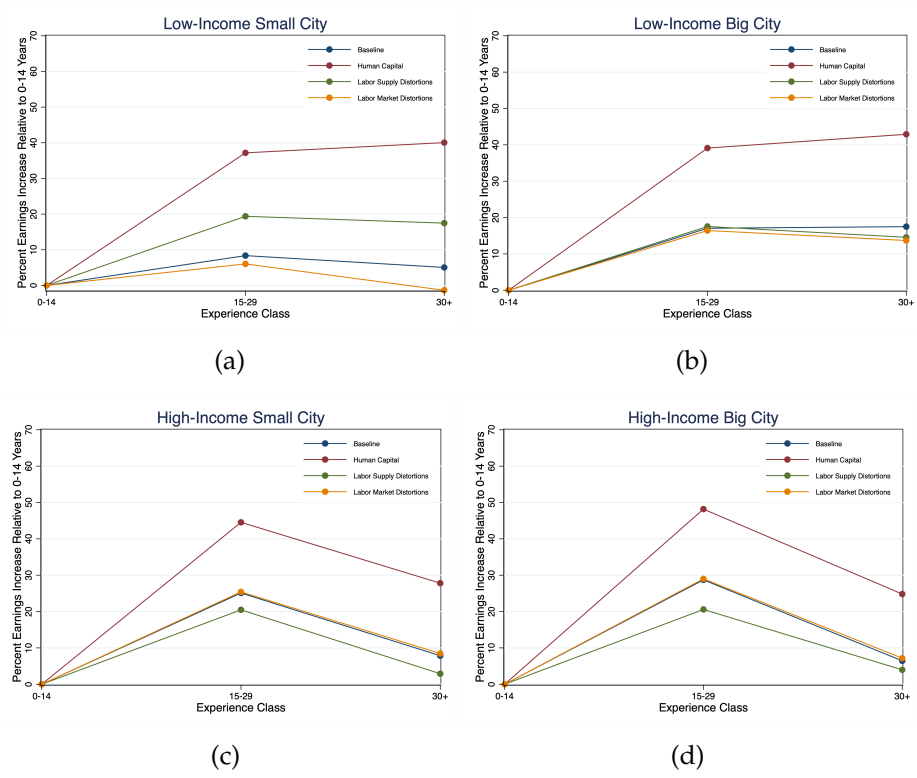 Low-Income Small City
Percent Earnings Increase Relative to 0-14 Years
70
60
50
40
30
20
10
0
Baseline
Human Capital
Labor Supply Distortions
Labor Market Distortions
0-14
15-29
30+
Experience Class
(a)
Low-Income Big City
Percent Earnings Increase Relative to 0-14 Years
70
60
50
40
30
20
10
0
Baseline
Human Capital
Labor Supply Distortions
Labor Market Distortions
0-14
15-29
30+
Experience Class
(b)
High-Income Small City
Percent Earnings Increase Relative to 0-14 Years
70
60
50
40
30
20
10
0
Baseline
Human Capital
Labor Supply Distortions
Labor Market Distortions
0-14
15-29
30+
Experience Class
(c)
High-Income Big City
Percent Earnings Increase Relative to 0-14 Years
70
60
50
40
30
20
10
0
Baseline
Human Capital
Labor Supply Distortions
Labor Market Distortions
0-14
15-29
30+
Experience Class
(d)